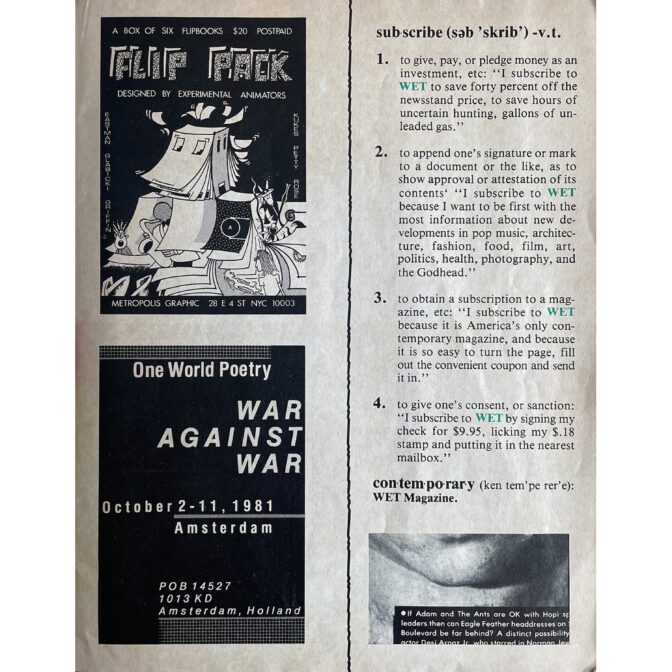 A BOX OF SIX FLIPBOOKS $20 POSTPAID
FLIP PACK
DESIGNED BY EXPERIMENTAL ANIMATORS
EASTMAN GLABICKI GRIFFIN
KURES PETTY ROSE
METROPOLIS GRAPHIC 28 E 4 ST NYC 10003
One World Poetry
WAR
AGAINST
WAR
October 2-11, 1981
Amsterdam
POB 14527
1013 KD
Amsterdam, Holland
sub·scribe (səb ’skrib’) -v.t.
1. to give, pay, or pledge money as an
investment, etc: “I subscribe to
WET to save forty percent off the
newsstand price, to save hours of
uncertain hunting, gallons of un-
leaded gas.”
2. to append one’s signature or mark
to a document or the like, as to
show approval or attestation of its
contents‘ “I subscribe to WET
because I want to be first with the
most information about new de-
velopments in pop music, architec-
ture, fashion, food, film, art,
politics, health, photography, and
the Godhead.”
3. to obtain a subscription to a mag-
azine, etc: “I subscribe to WET
because it is America’s only con-
temporary magazine, and because
it is so easy to turn the page, fill
out the convenient coupon and send
it in.”
4. to give one’s consent, or sanction:
“I subscribe to WET by signing my
check for $9.95, licking my $.18
stamp and putting it in the nearest
mailbox.”
con·tem·po·rar·y (ken tem’pe rer’e):
WET Magazine.
●If Adam and The Ants are OK with Hopi
leaders then can Eagle Feather headdresses on
Boulevard be far behind? A distinct possibility
actor Desi Arnaz Jr. who starred in Norman